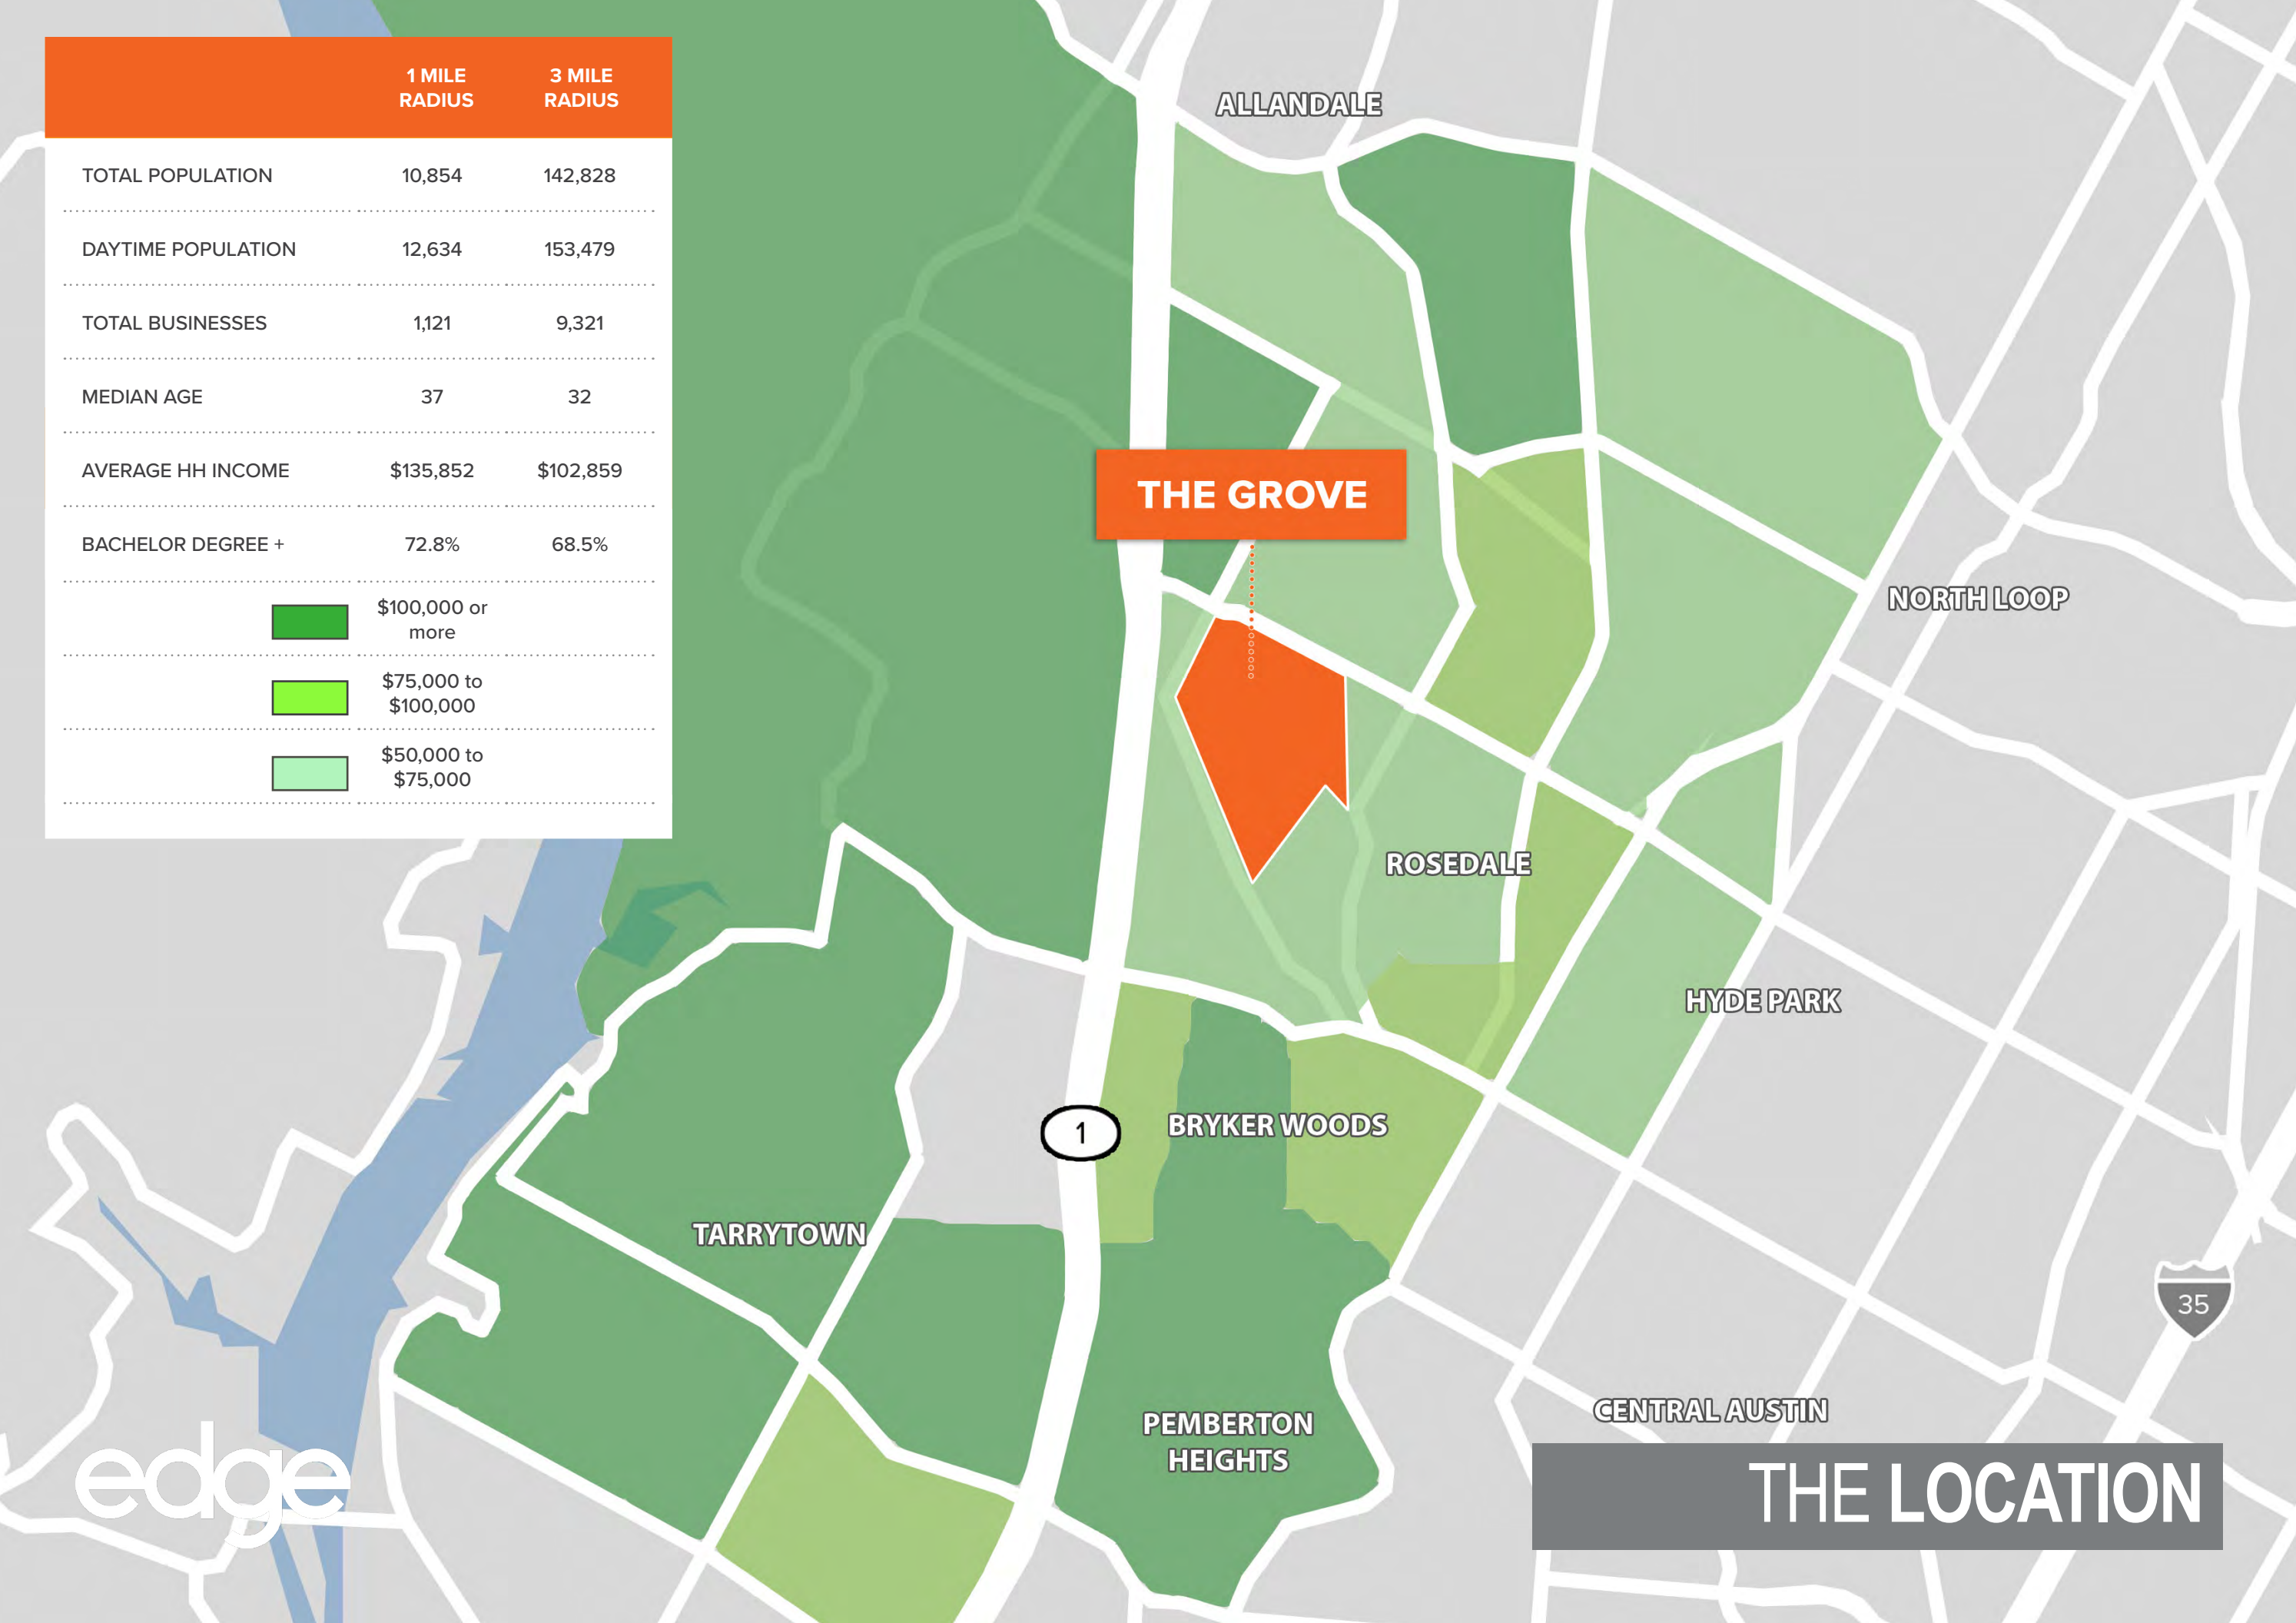 1 MILE RADIUS 3 MILE RADIUS
TOTAL POPULATION 10,854 142,828
DAYTIME POPULATION 12,634 153,479
TOTAL BUSINESSES 1,121 9,321
MEDIAN AGE 37 32
AVERAGE HH INCOME $135,852 $102,859
BACHELOR DEGREE + 72.8% 68.5%
$100,000 or
more
$75,000 to
$100,000
$50,000 to
$75,000
ALLANDALE
THE GROVE
NORTH LOOP
ROSEDALE
HYDE PARK
1
BRYKER WOODS
TARRYTOWN
35
PEMBERTON
HEIGHTS
CENTRAL AUSTIN
edge
THE LOCATION